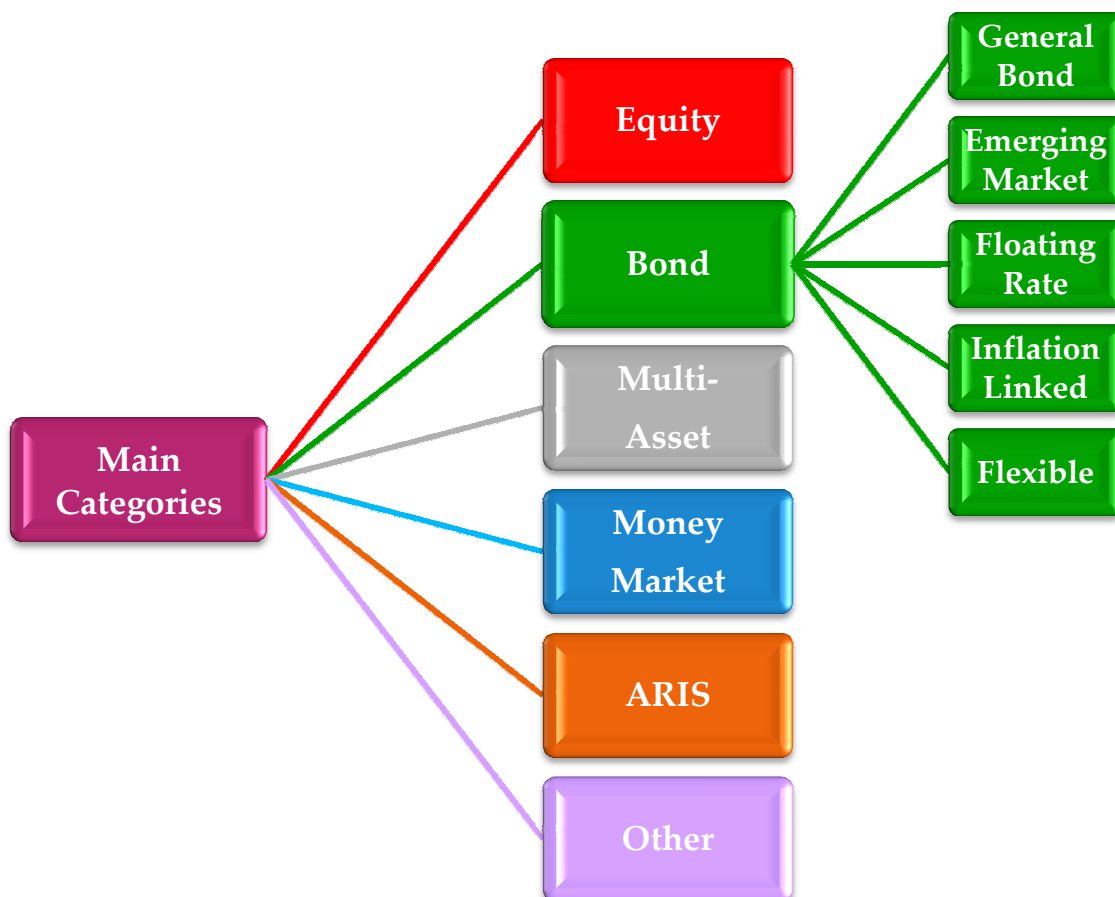 Main
Categories
Equity
Bond
Multi-
Asset
Money
Market
ARIS
Other
General
Bond
Emerging
Market
Floating
Rate
Inflation
Linked
Flexible